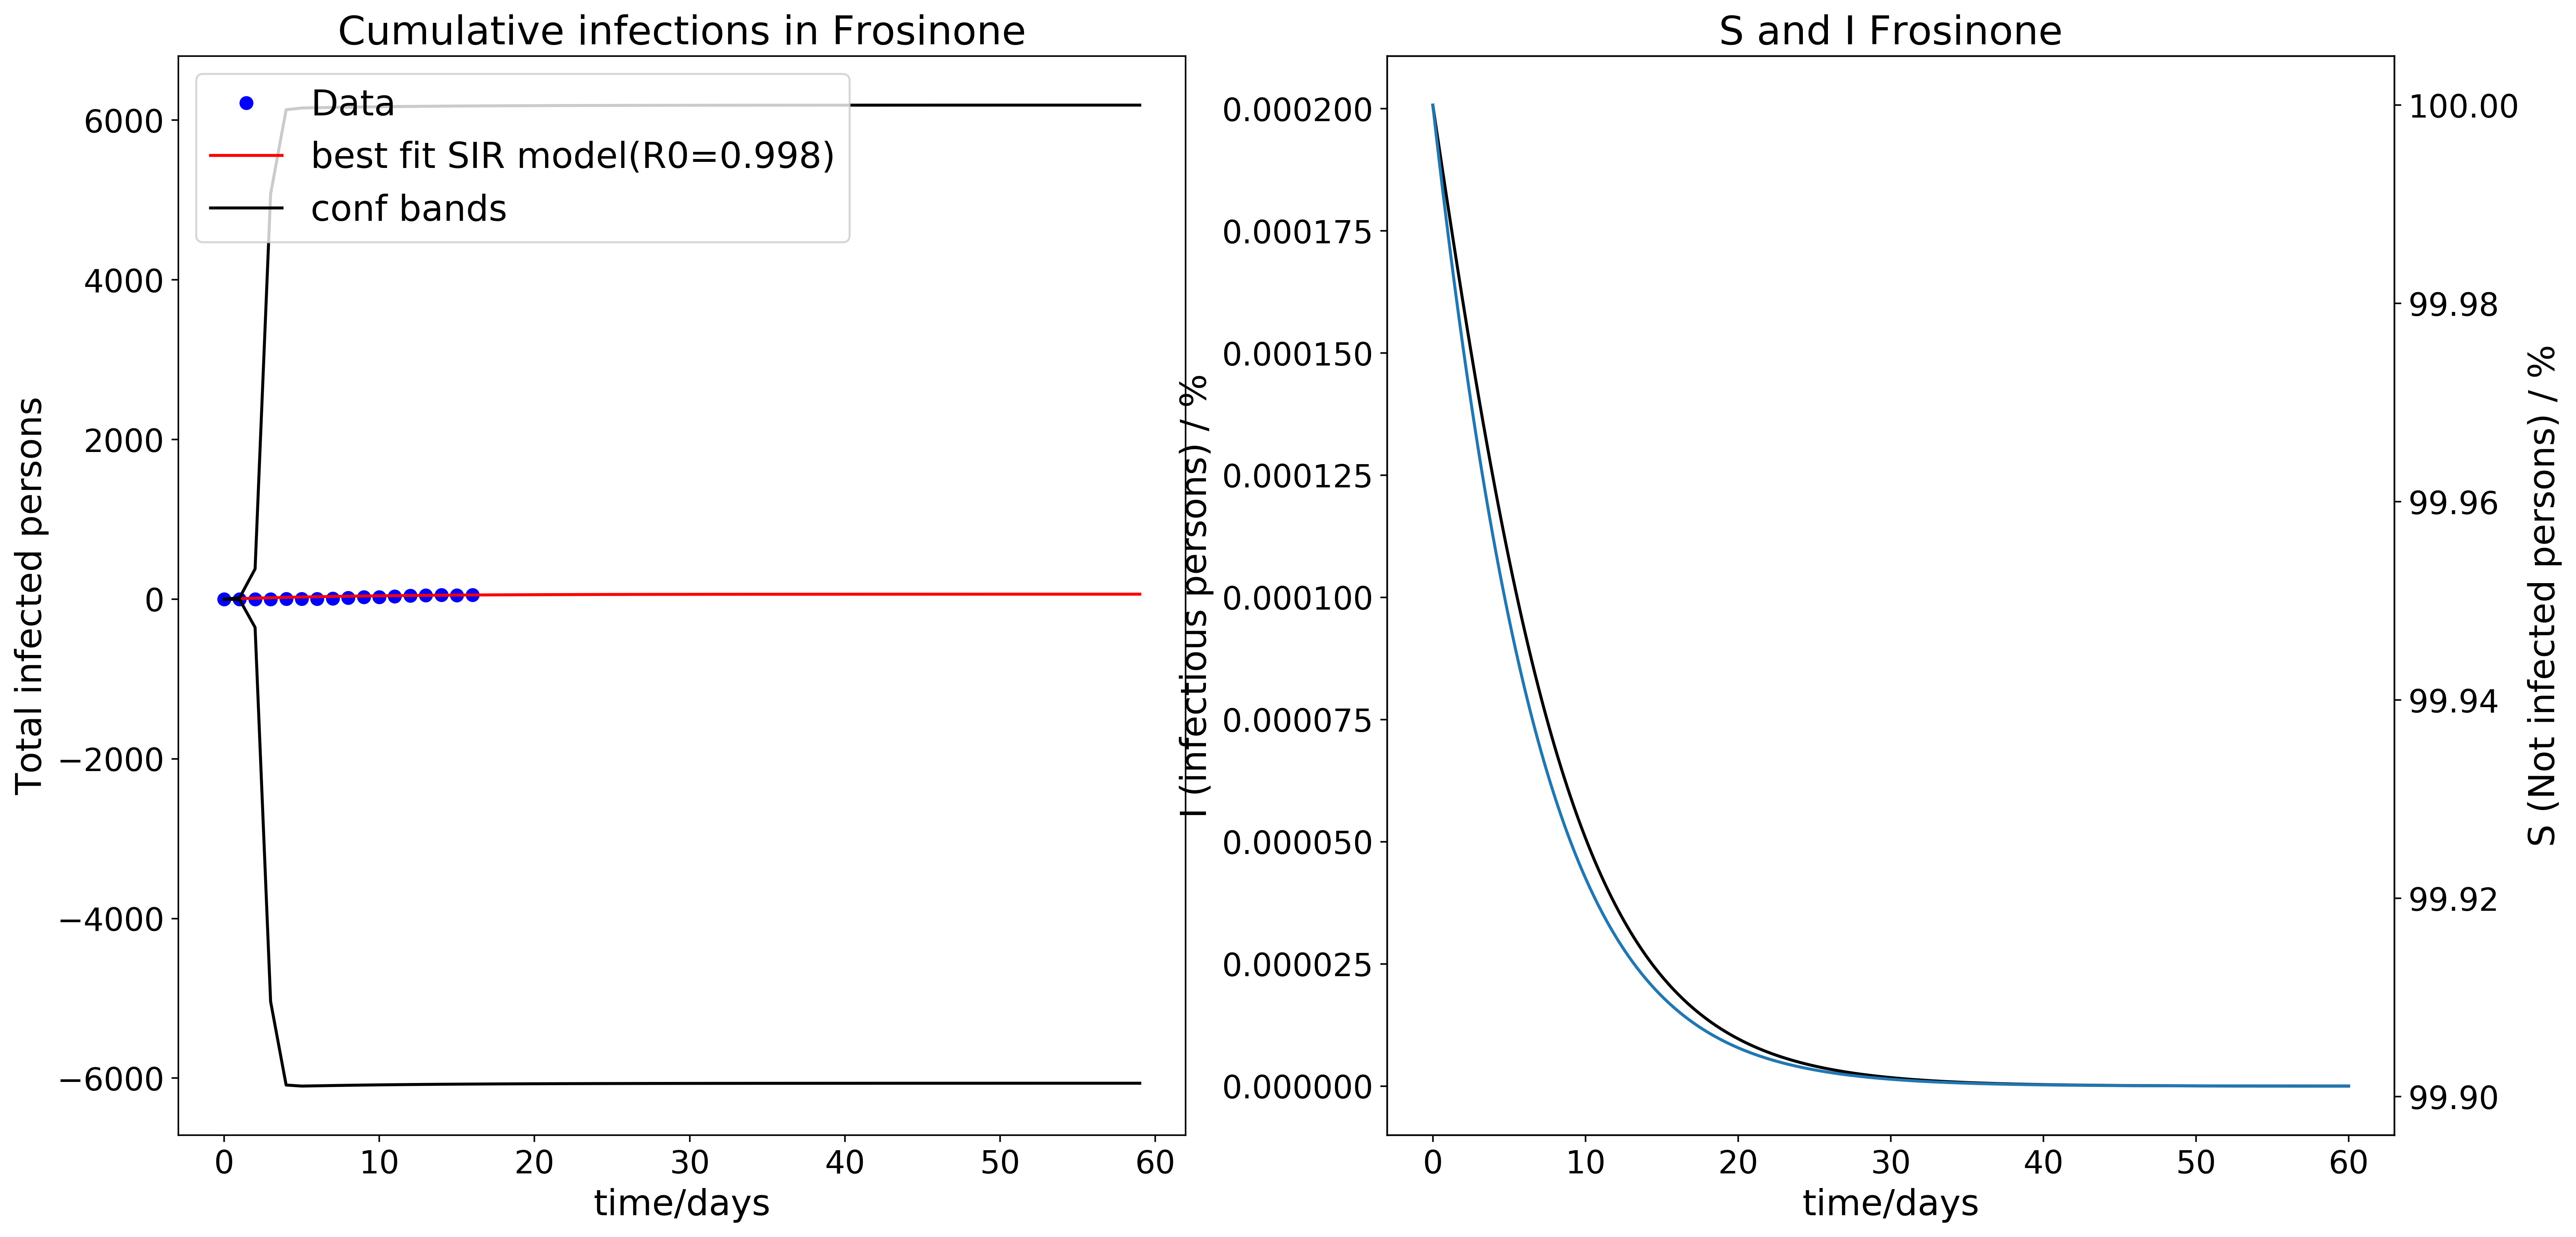 Cumulative infections in Frosinone
Data
best fit SIR model(R0=0.998)
conf bands
Total infected persons
6000
4000
2000
0
−2000
−4000
−6000
0 10 20 30 40 50 60
time/days
S and I Frosinone
I (infectious persons) / %
0.000200
0.000175
0.000150
0.000125
0.000100
0.000075
0.000050
0.000025
0.000000
100.00
99.98
99.96
99.94
99.92
99.90
S (Not infected persons) / %
0 10 20 30 40 50 60
time/days